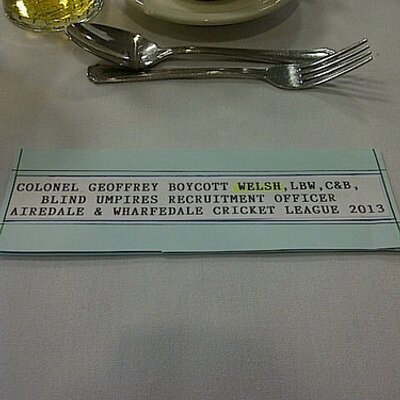 COLONEL GEOFFREY BOYCOTT WELSH,LBW,C&B,
BLIND UMPIRES RECRUITMENT OFFICER
AIREDALE & WHARFEDALE CRICKET LEAGUE 2013